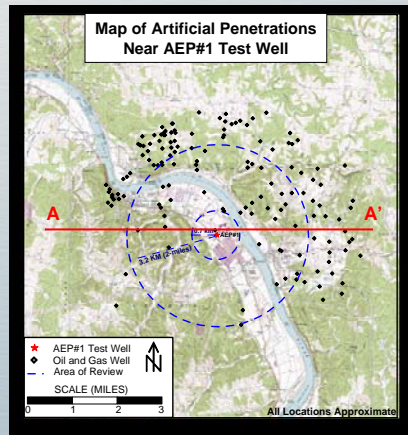 Map of Artificial Penetrations
Near AEP#1 Test Well
A
A'
AEP#1
3.2 KM (2-miles)
AEP#1 Test Well
Oil and Gas Well
Area of Review
N
SCALE (MILES)
0 1 2 3
All Locations Approximate